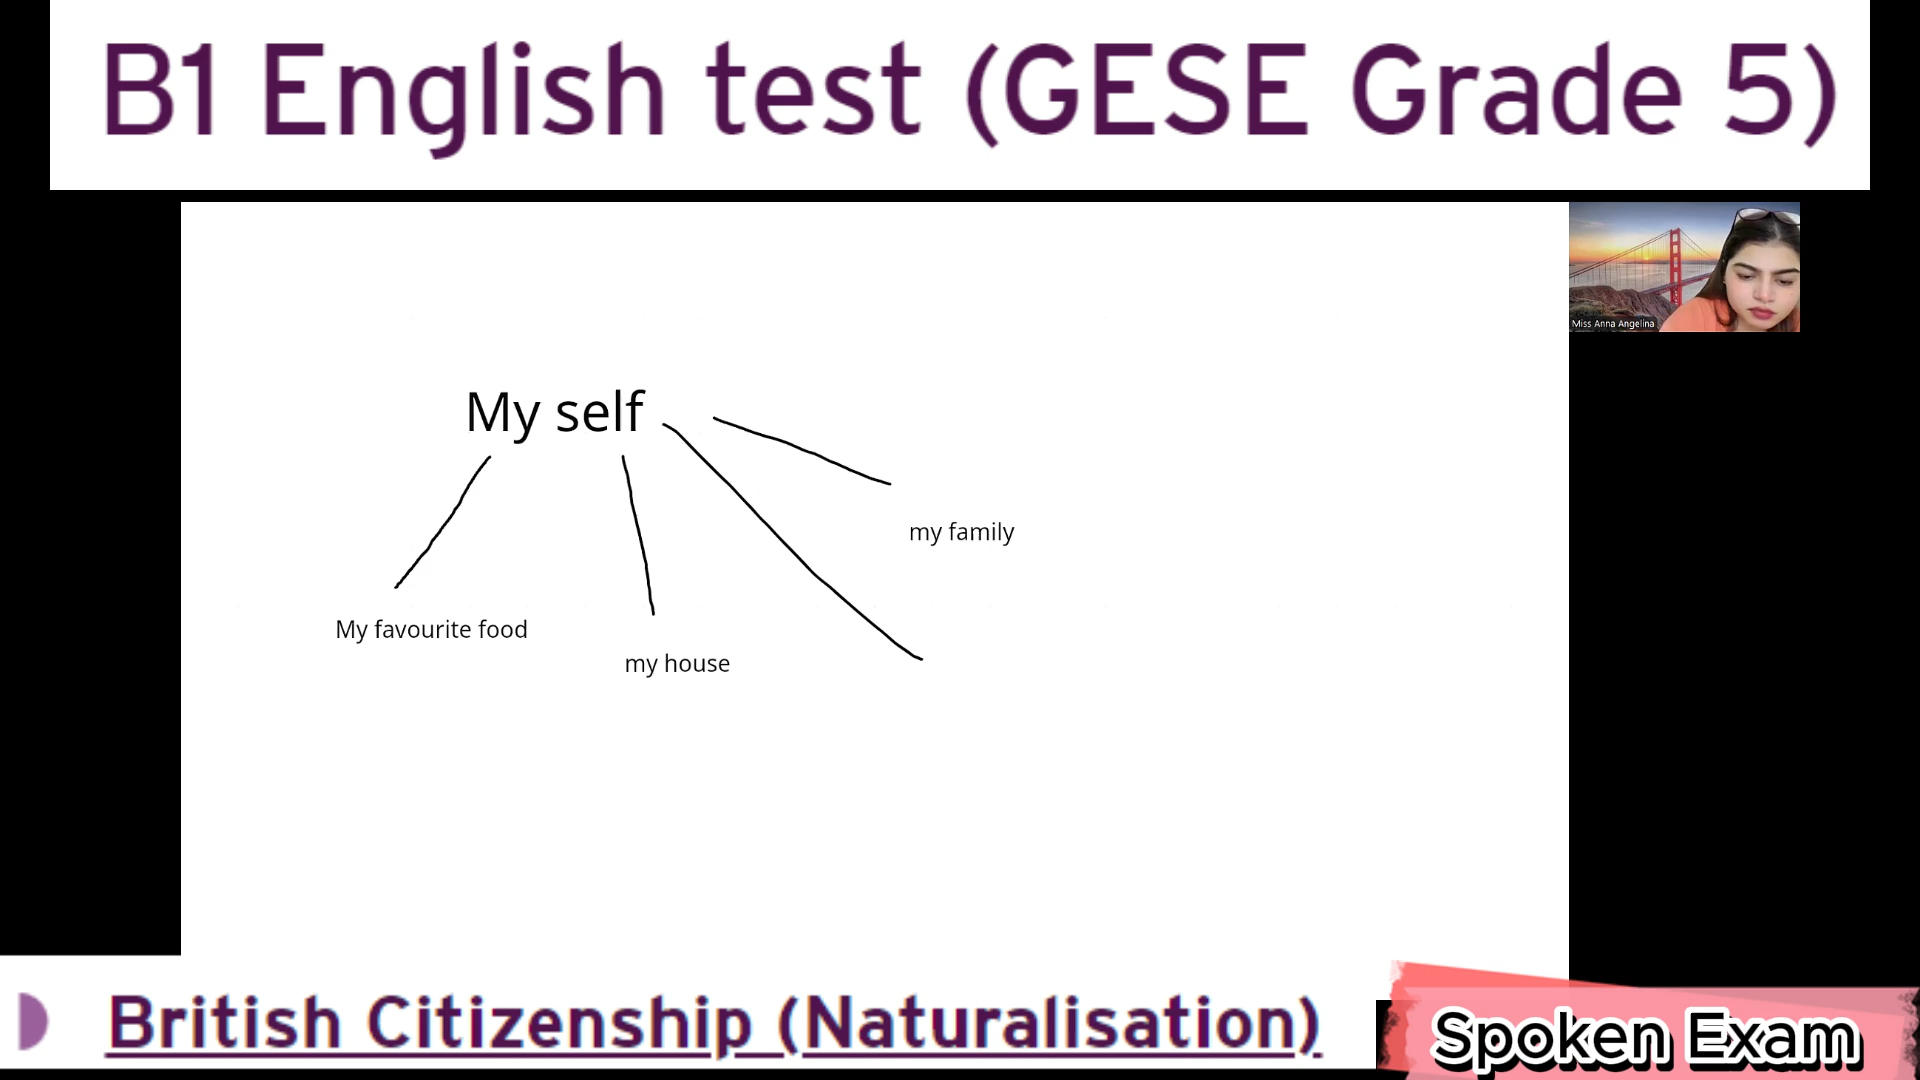 B1 English test (GESE Grade 5)
Miss Anna Angelina
My self
my family
My favourite food
my house
British Citizenship (Naturalisation)
Spoken Exam